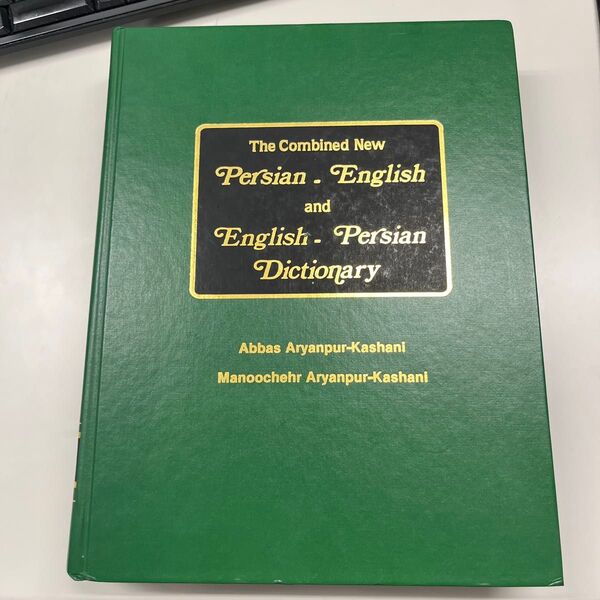 The Combined New
Persian - English
and
English - Persian
Dictionary
Abbas Aryanpur-Kashani
Manoochehr Aryanpur-Kashani